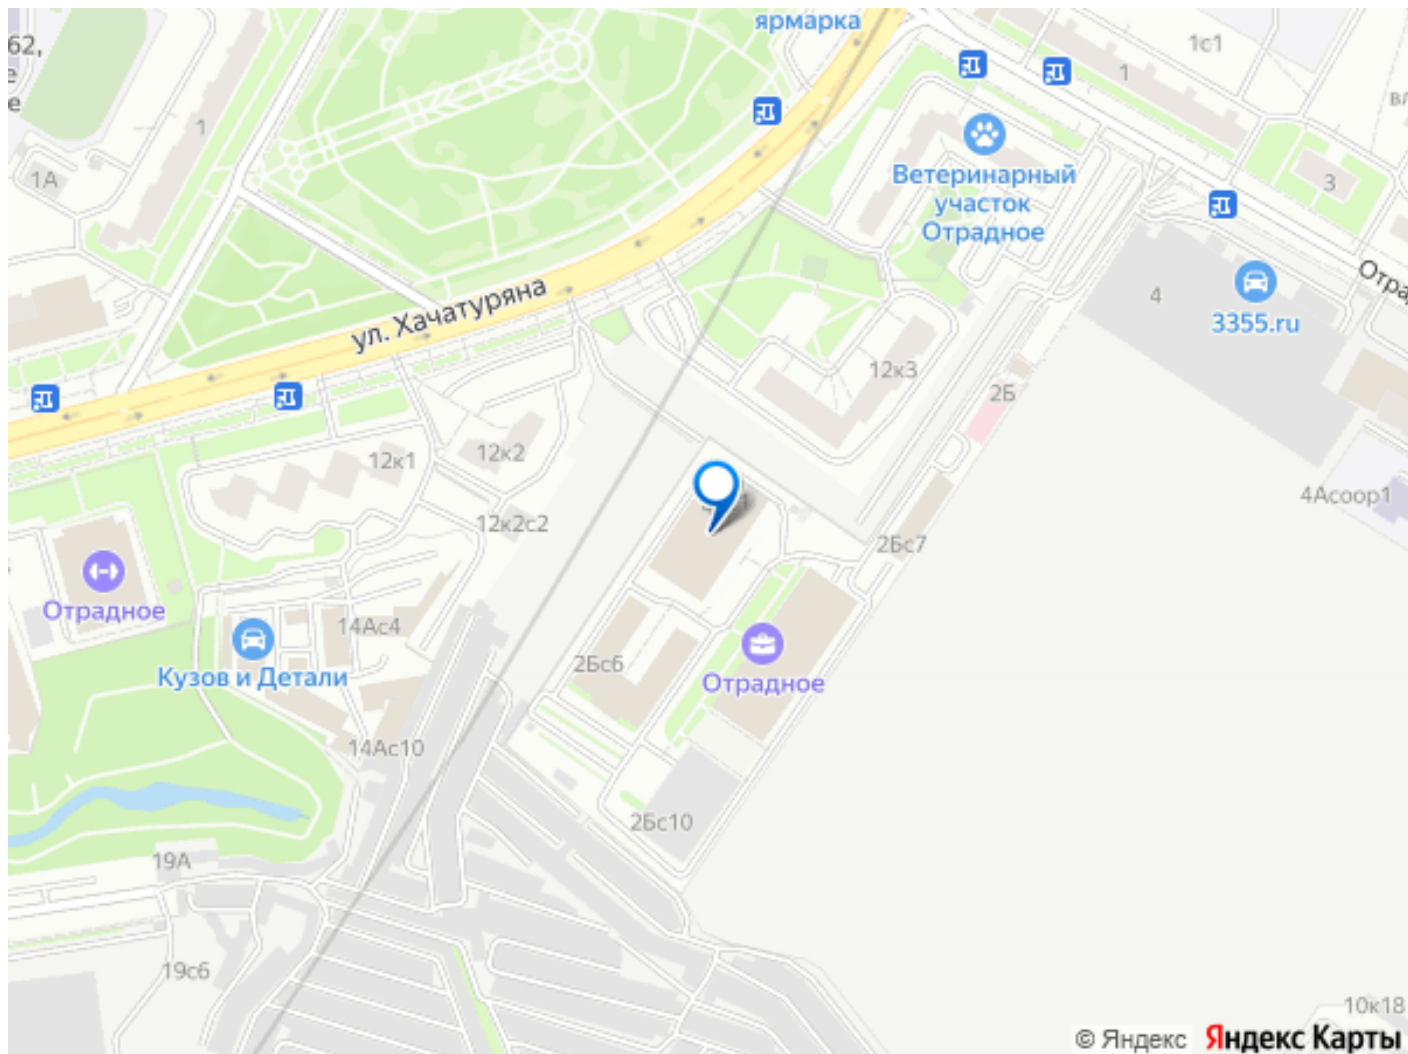 ярмарка
62,
е
е
1с1
1
1
1А
Ветеринарный
участок
Отрадное
3
4
3355.ru
ул. Хачатуряна
12к3
2Б
12к1
12к2
12к2с2
4Асоор1
2Бс7
Отрадное
14Ас4
Кузов и Детали
2Бс6
Отрадное
14Ас10
2Бс10
19А
19с6
10к18
© Яндекс
Яндекс Карты